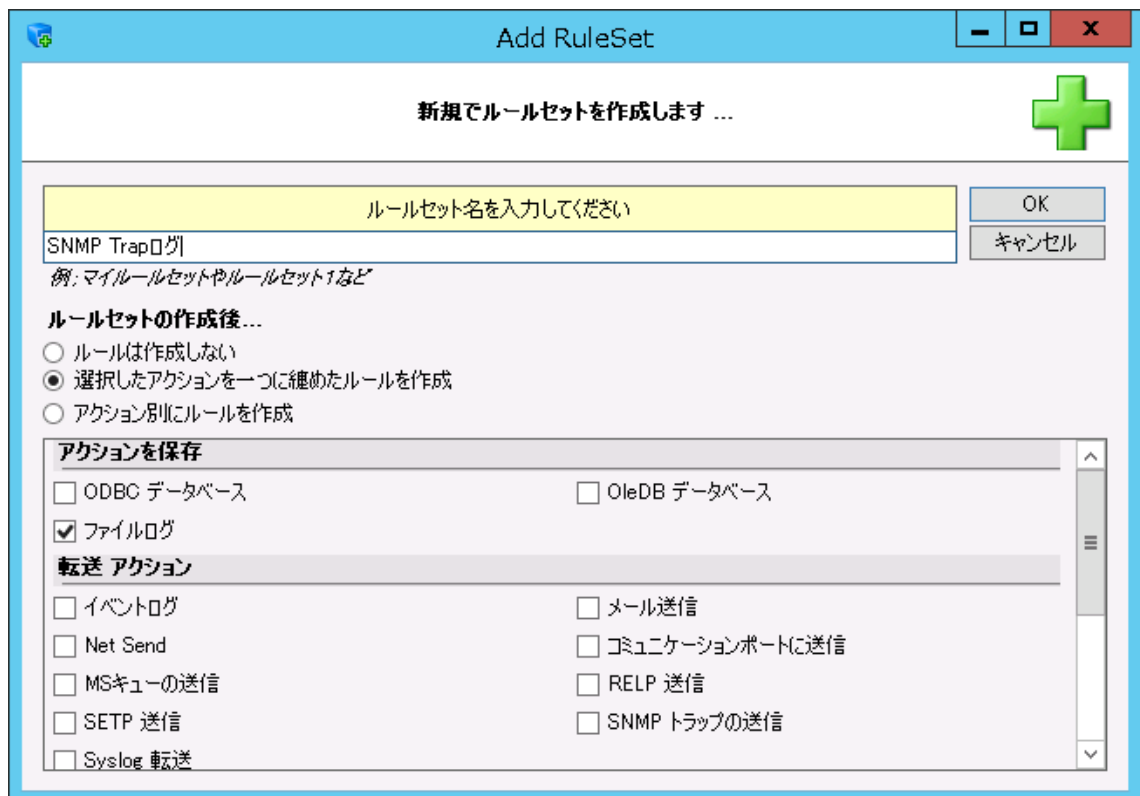 Add RuleSet
新規でルールセットを作成します ...
ルールセット名を入力してください
OK
SNMP Trapログ
キャンセル
例; マイルールセットやルールセット1など
ルールセットの作成後...
ルールは作成しない
選択したアクションを一つに纏めたルールを作成
アクション別にルールを作成
アクションを保存
ODBC データベース
OleDB データベース
ファイルログ
転送 アクション
イベントログ
メール送信
Net Send
コミュニケーションポートに送信
MSキューの送信
RELP 送信
SETP 送信
SNMP トラップの送信
Syslog 転送